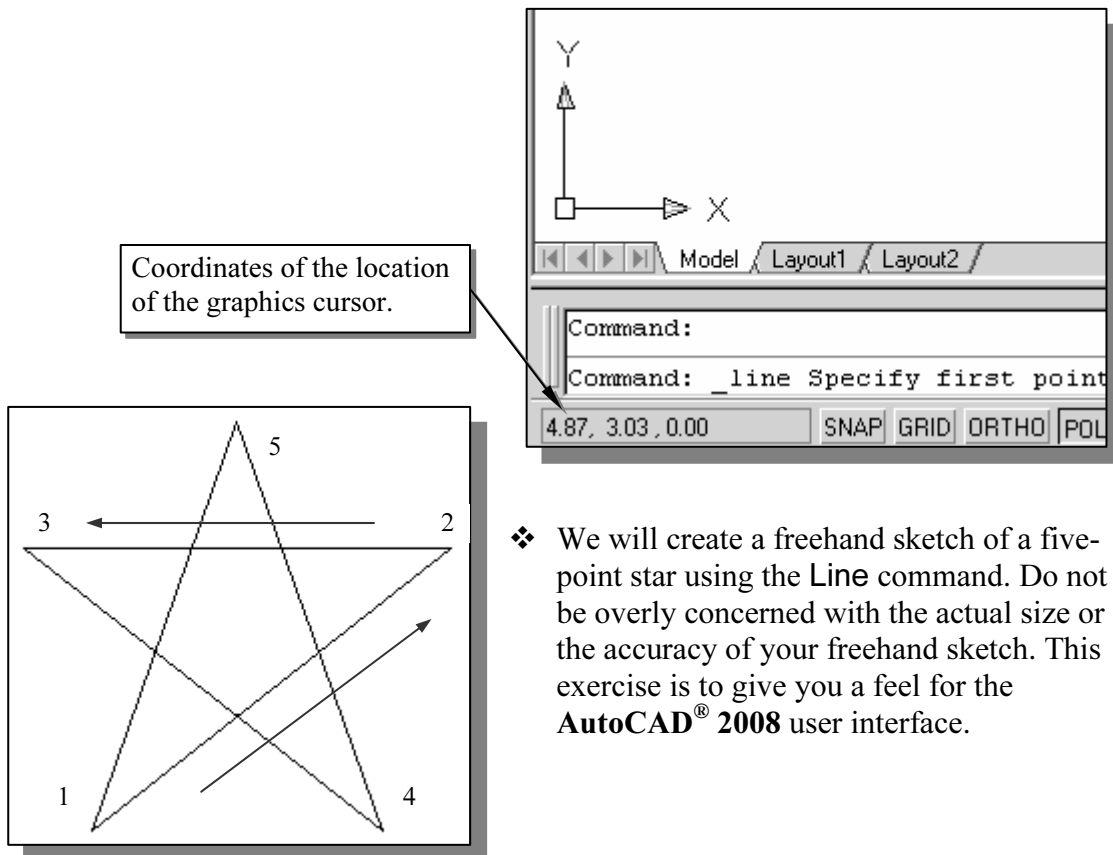 Y
X
Model Layout1 Layout2
Coordinates of the location
of the graphics cursor.
Command:
Command: _line Specify first point
4.87, 3.03 , 0.00 SNAP GRID ORTHO POL
5
3 2
1 4
❖ We will create a freehand sketch of a five-
point star using the Line command. Do not
be overly concerned with the actual size or
the accuracy of your freehand sketch. This
exercise is to give you a feel for the
AutoCAD® 2008 user interface.